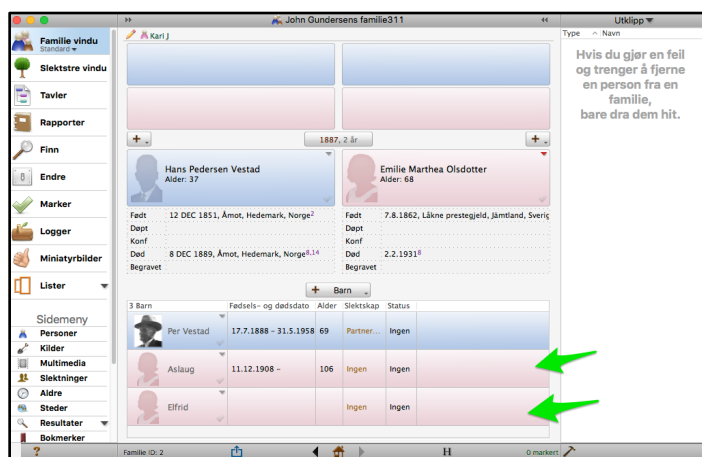 John Gundersens familie311
Utklipp
Familie vindu
Standard
Slektstre vindu
Tavler
Rapporter
Finn
Endre
Marker
Logger
Miniatyrbilder
Lister
Sidemeny
Personer
Kilder
Multimedia
Slektninger
Aldre
Steder
Resultater
Bokmerker
Kari J
1887, 2 år
Hans Pedersen Vestad
Alder: 37
Emilie Marthea Olsdotter
Alder: 68
Født 12 DEC 1851, Åmot, Hedemark, Norge2
Døpt
Konf
Død 8 DEC 1889, Åmot, Hedemark, Norge8,14
Begravet
Født 7.8.1862, Låkne prestegjeld, Jämtland, Sverig
Døpt
Konf
Død 2.2.19318
Begravet
+ Barn
3 Barn Fødsels- og dødsdato Alder Slektskap Status
Per Vestad 17.7.1888 - 31.5.1958 69 Partner... Ingen
Aslaug 11.12.1908 - 106 Ingen Ingen
Elfrid Ingen Ingen
Type Navn
Hvis du gjør en feil
og trenger å fjerne
en person fra en
familie,
bare dra dem hit.
? Familie ID: 2 H 0 markert